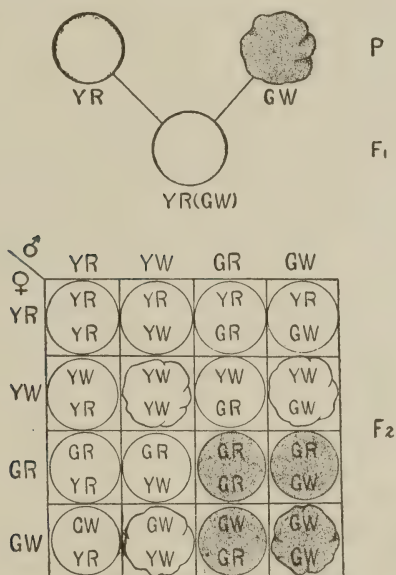 P
YR GW
F1
YR(GW)
♂
♀
YR YW GR GW
YR YR YR YR
YR
YR YW GR GW
YW YW YW YW
YW
YR YW GR GW
GR GR GR GR
GR
YR YW GR GW
GW GW GW GW
GW
YR YW GR GW
F2